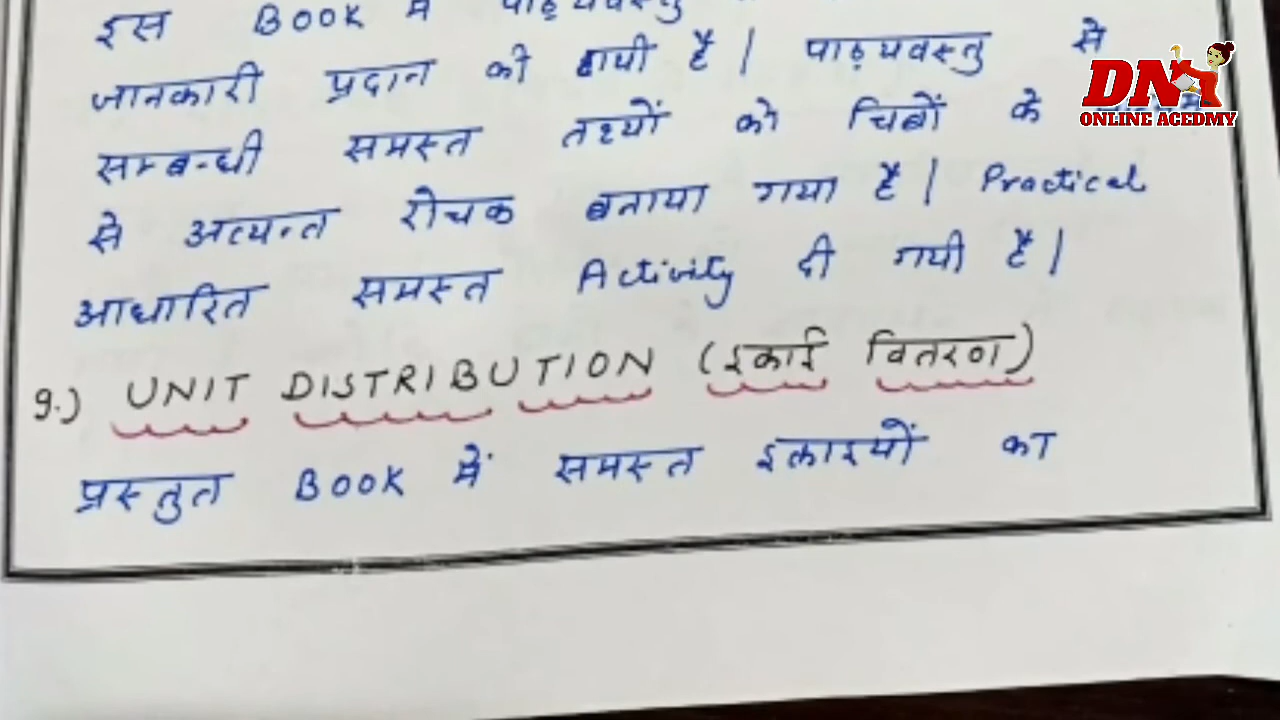 इस Book में पाठ्यवस्तु
जानकारी प्रदान की गयी है | पाठ्यवस्तु से
सम्बन्धी समस्त तथ्यों को चित्रों के
से अत्यन्त रोचक बनाया गया है | Practical
आधारित समस्त Activity दी गयी है |
9.) UNIT DISTRIBUTION (इकाई वितरण)
प्रस्तुत Book में समस्त इकाइयों का
DN
ONLINE ACEDMY